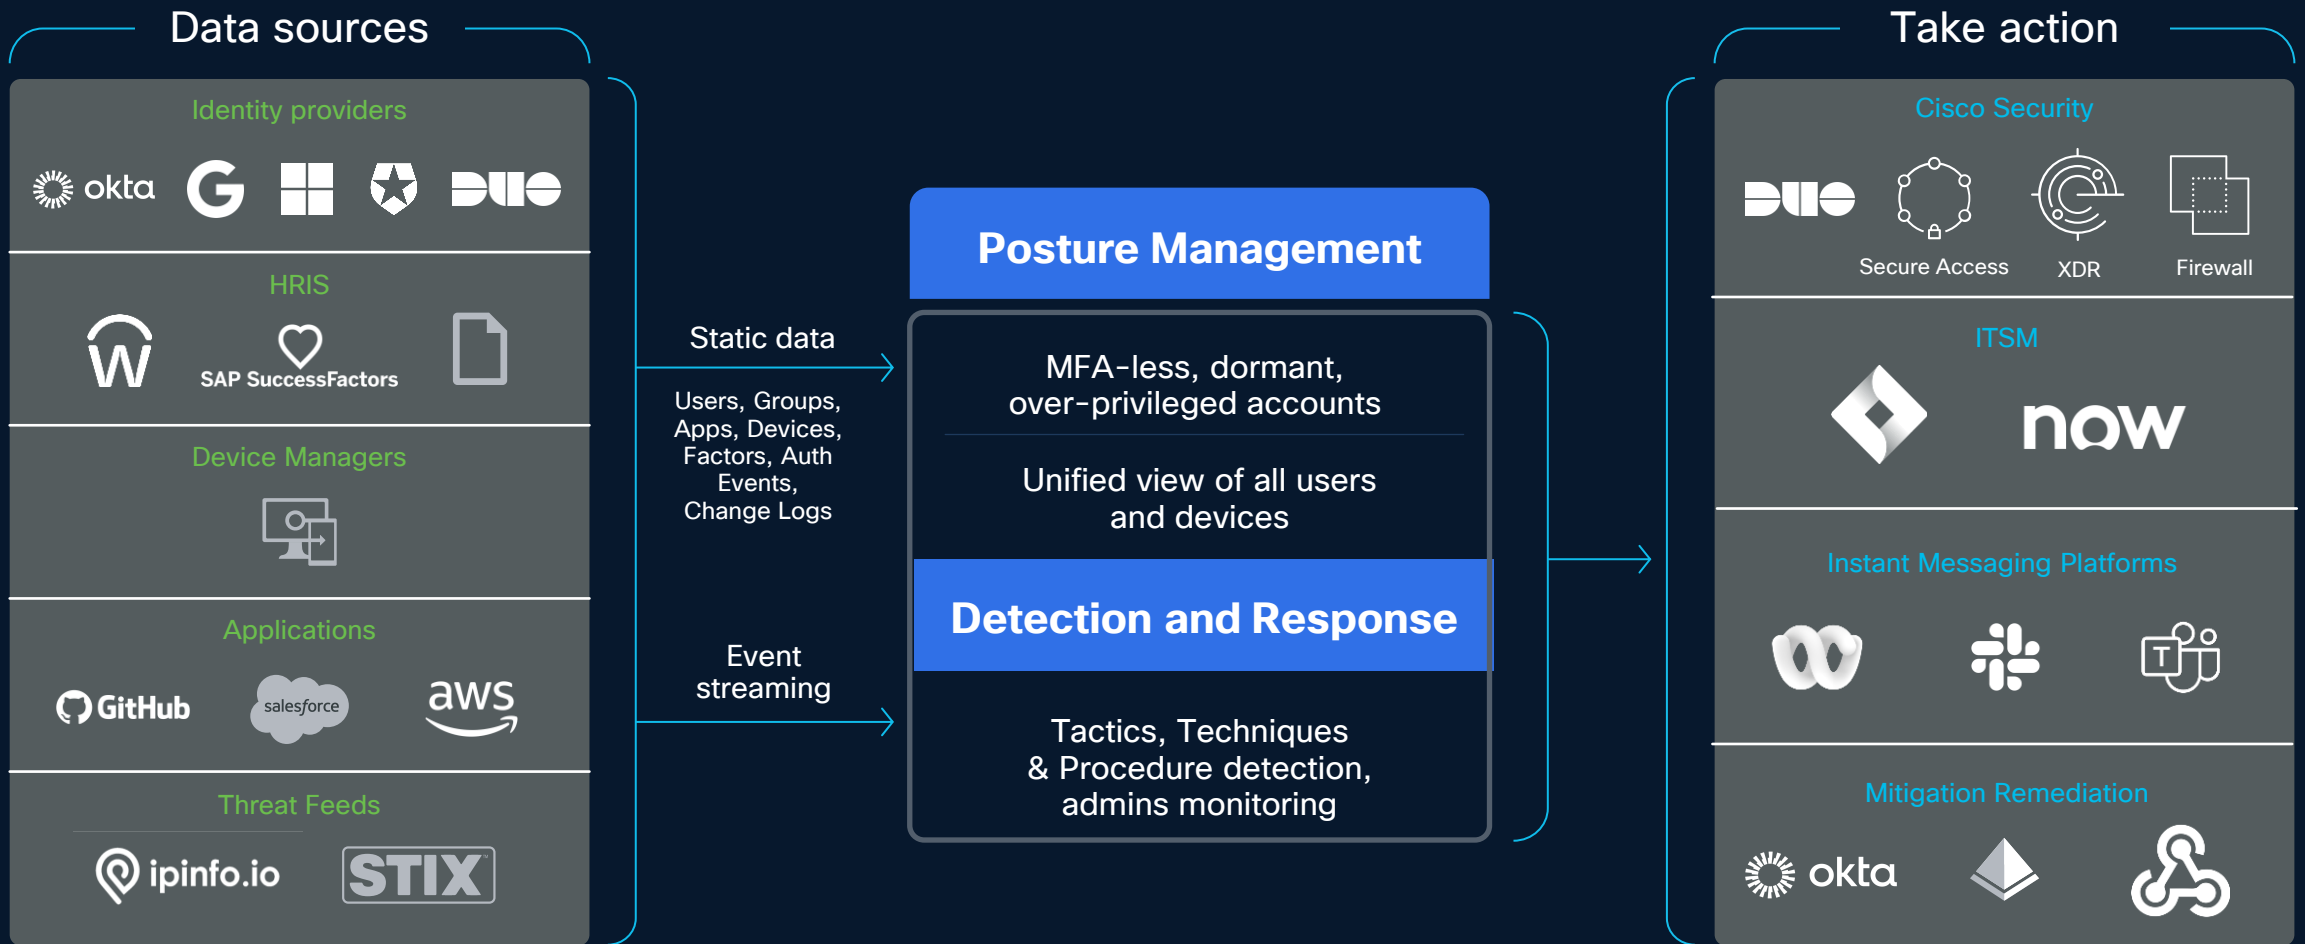 Data sources
Identity providers
okta
DUO
HRIS
SAP SuccessFactors
Device Managers
Applications
GitHub
salesforce
aws
Threat Feeds
ipinfo.io
STIX™
Static data
Users, Groups,
Apps, Devices,
Factors, Auth
Events,
Change Logs
Event
streaming
Posture Management
MFA-less, dormant,
over-privileged accounts
Unified view of all users
and devices
Detection and Response
Tactics, Techniques
& Procedure detection,
admins monitoring
Take action
Cisco Security
DUO
Secure Access
XDR
Firewall
ITSM
now
Instant Messaging Platforms
T
Mitigation Remediation
okta